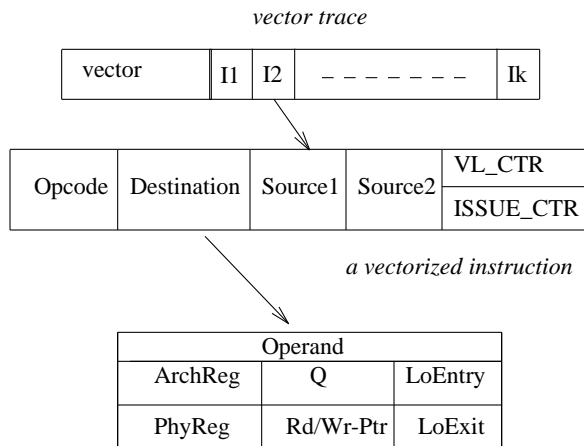 vector trace
vector I1 I2 – – – – – – – Ik
Opcode Destination Source1 Source2 VL_CTR
ISSUE_CTR
a vectorized instruction
Operand
ArchReg Q LoEntry
PhyReg Rd/Wr-Ptr LoExit